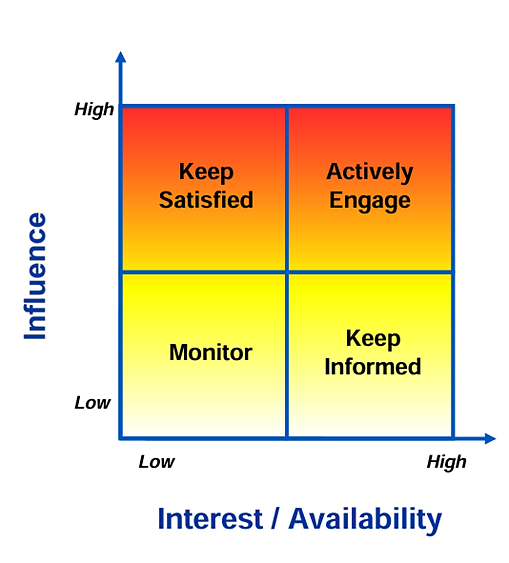 High
Keep
Satisfied
Actively
Engage
Influence
Monitor
Keep
Informed
Low
Low
High
Interest / Availability